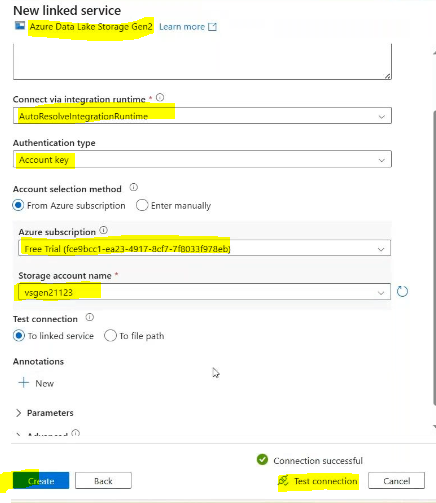 New linked service
Azure Data Lake Storage Gen2 Learn more
Connect via integration runtime *
AutoResolveIntegrationRuntime
Authentication type
Account key
Account selection method
From Azure subscription Enter manually
Azure subscription
Free Trial (fce9bcc1-ea23-4917-8cf7-7f8033f978eb)
Storage account name *
vsgen21123
Test connection
To linked service To file path
Annotations
New
Parameters
Advanced
Connection successful
Create Back Test connection Cancel